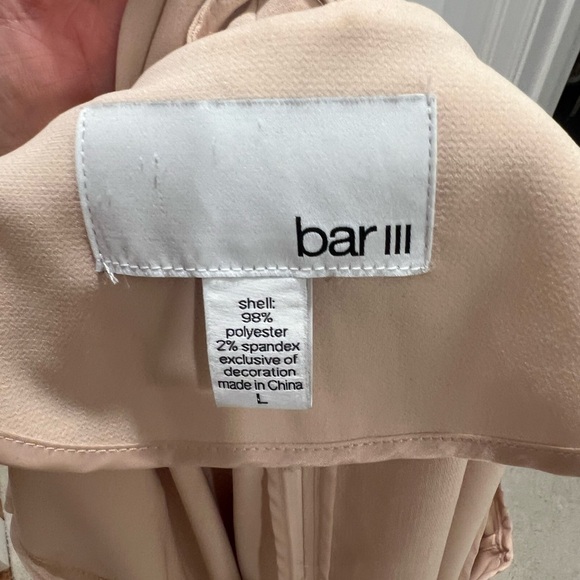 bar III
shell:
98%
polyester
2% spandex
exclusive of
decoration
made in China
L